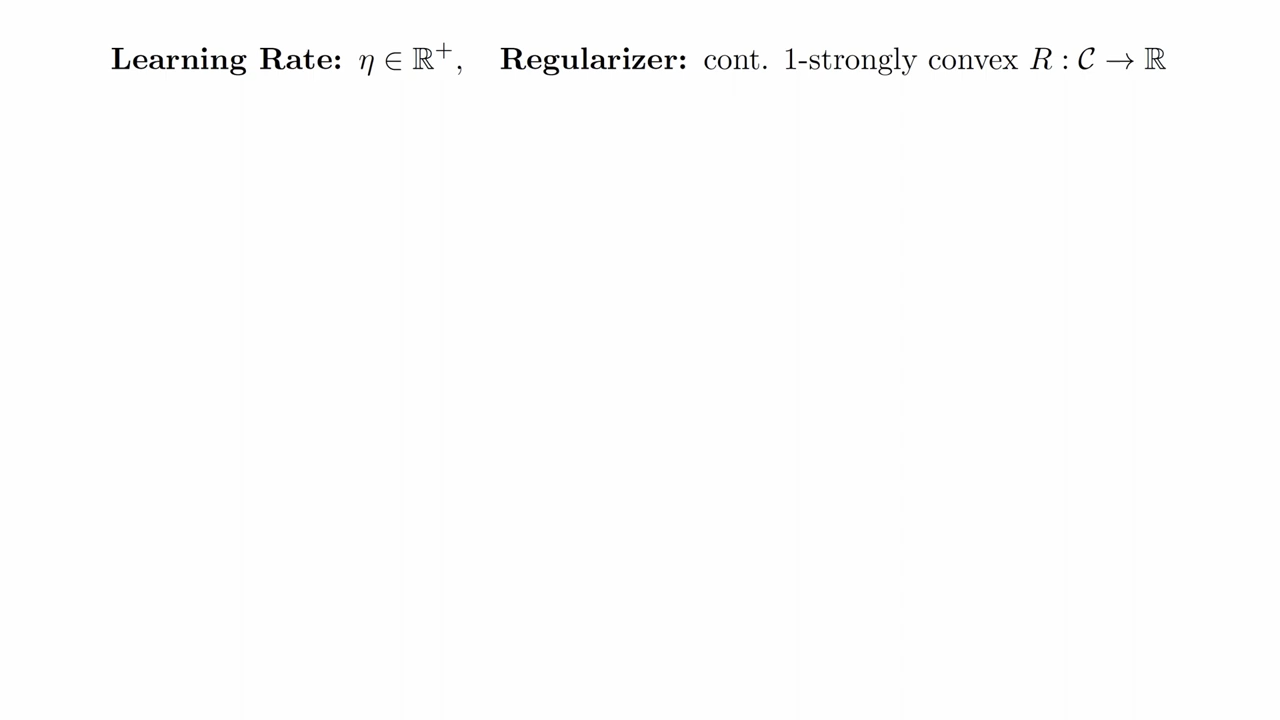 Learning Rate: η ∈ ℝ⁺, Regularizer: cont. 1-strongly convex R : 𝒞 → ℝ